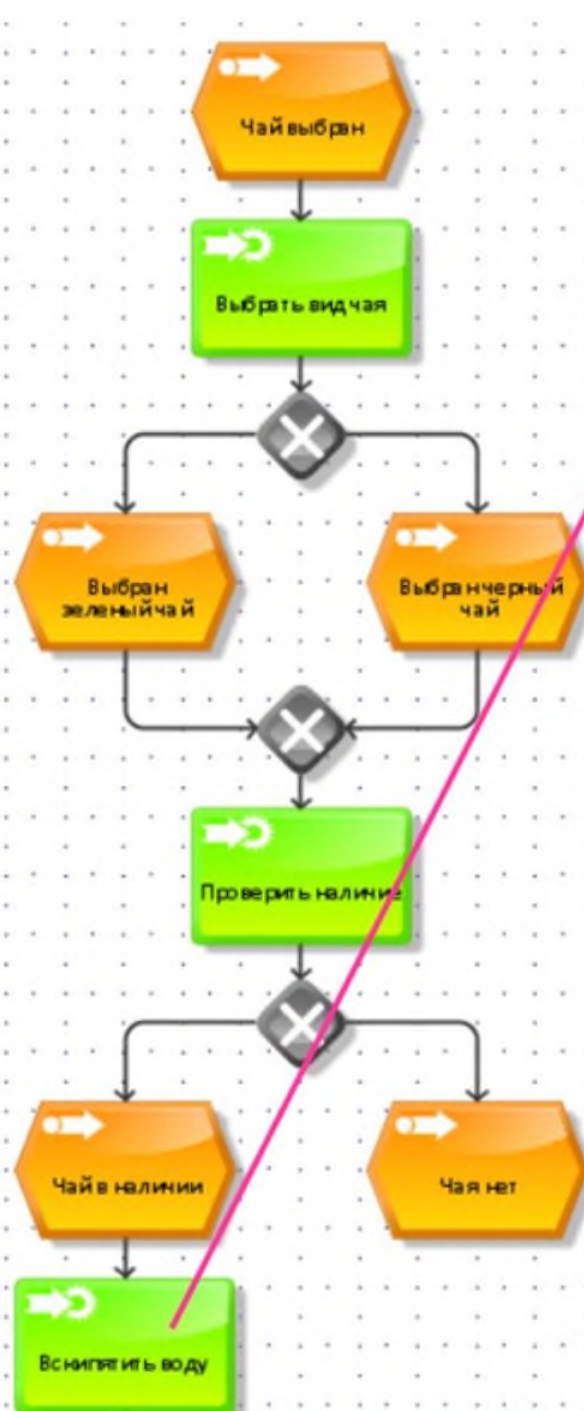 Чай выбран
Выбрать вид чая
Выбран
зеленый чай
Выбран черный
чай
Проверить наличие
Чай в наличии
Чая нет
Вскипятить воду